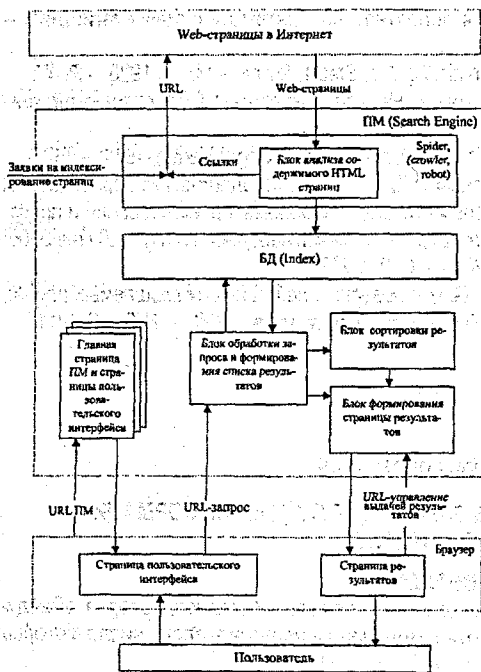 Web-страницы в Интернет
URL
Web-страницы
ПМ (Search Engine)
Spider,
(crowler,
robot)
Ссылки
Блок анализа со-
держимого HTML
страниц
Заявки на индекси-
рование страниц
БД (Index)
Главная
страница
ПМ и стра-
ницы поль-
зовательского
интерфейса
Блок обработки за-
проса и формирова-
ния списка резуль-
татов
Блок сортировки ре-
зультатов
Блок формирования
страницы результа-
тов
URL ПМ
URL-запрос
URL-управление
выдачей резуль-
татов
Браузер
Страница пользовательского
интерфейса
Страница ре-
зультатов
Пользователь